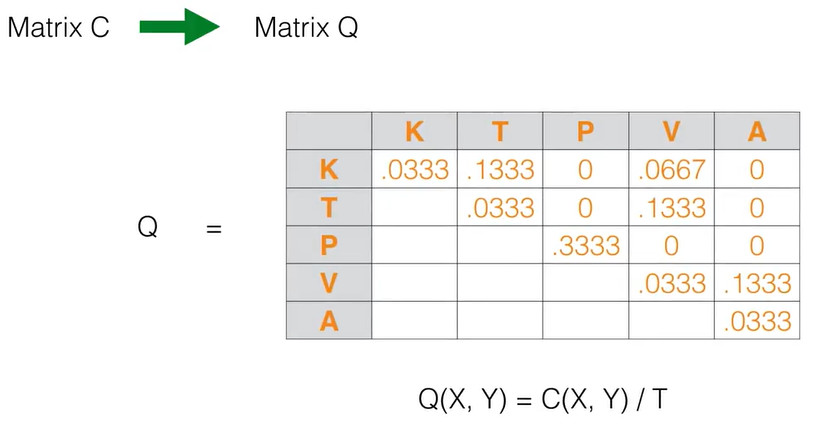 Matrix C Matrix Q
K T P V A
K .0333 .1333 0 .0667 0
T .0333 0 .1333 0
Q = P .3333 0 0
V .0333 .1333
A .0333
Q(X, Y) = C(X, Y) / T